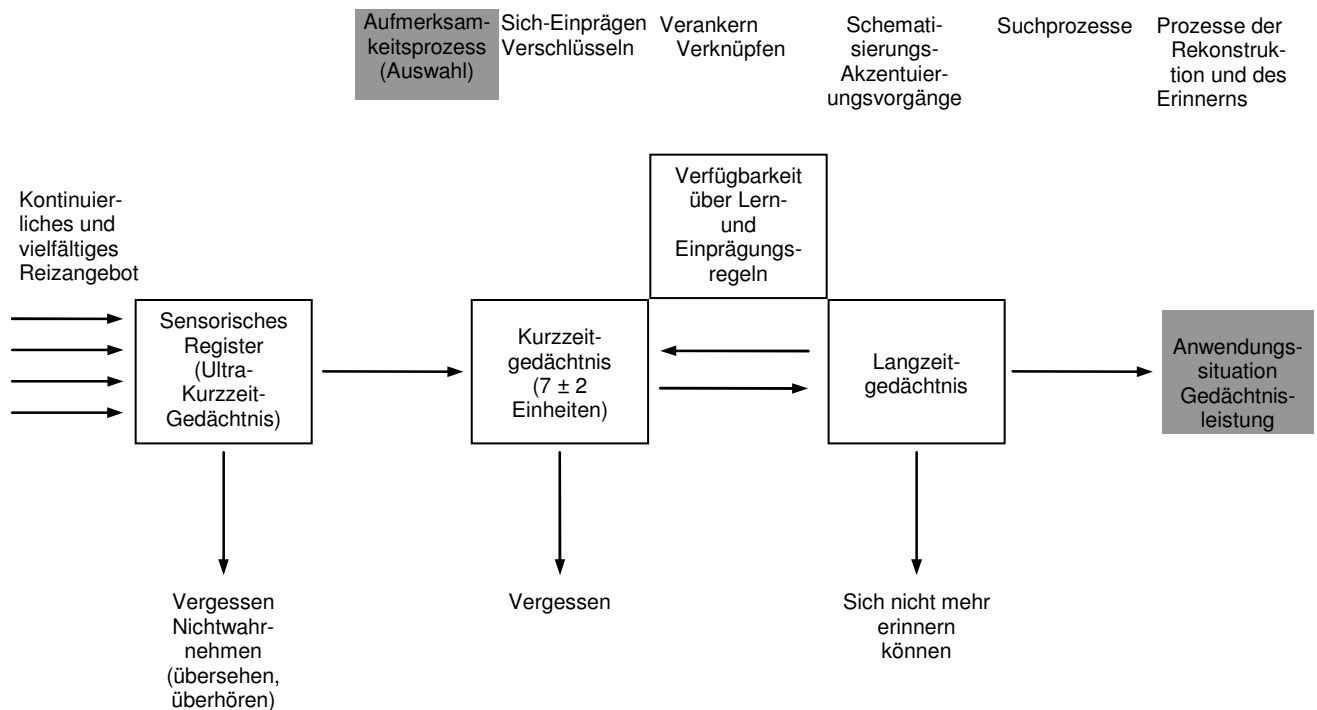 Aufmerksam-
keitsprozess
(Auswahl)
Sich-Einprägen
Verschlüsseln
Verankern
Verknüpfen
Schemati-
sierungs-
Akzentuier-
ungsvorgänge
Suchprozesse
Prozesse der
Rekonstruk-
tion und des
Erinnerns
Kontinuier-
liches und
vielfältiges
Reizangebot
Verfügbarkeit
über Lern-
und
Einprägungs-
regeln
Sensorisches
Register
(Ultra-
Kurzzeit-
Gedächtnis)
Kurzzeit-
gedächtnis
(7 ± 2
Einheiten)
Langzeit-
gedächtnis
Anwendungs-
situation
Gedächtnis-
leistung
Vergessen
Nichtwahr-
nehmen
(übersehen,
überhören)
Vergessen
Sich nicht mehr
erinnern
können